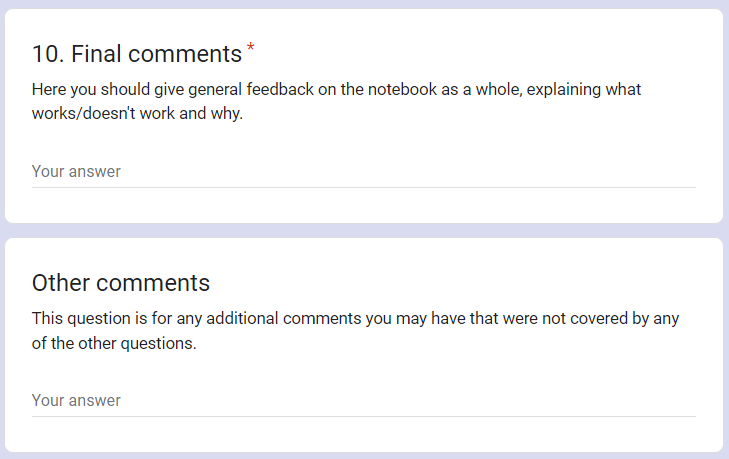 10. Final comments *
Here you should give general feedback on the notebook as a whole, explaining what
works/doesn't work and why.
Your answer
Other comments
This question is for any additional comments you may have that were not covered by any
of the other questions.
Your answer